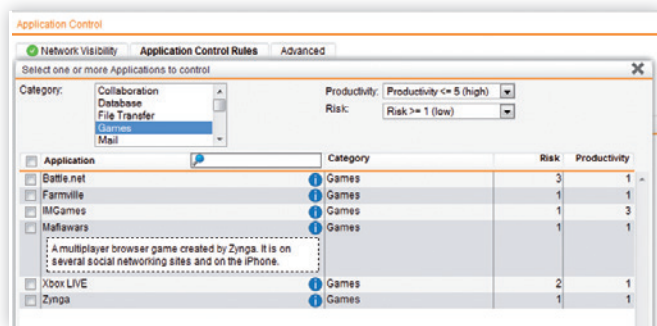 Application Control
Network Visibility Application Control Rules Advanced
Select one or more Applications to control
Category: Collaboration Productivity: Productivity <= 5 (high)
Database Risk: Risk >= 1 (low)
File Transfer
Games
Mail
Application Category Risk Productivity
Battle.net Games 3 1
Farmville Games 1 1
IMGames Games 1 3
Mafiawars Games 1 1
A multiplayer browser game created by Zynga. It is on
several social networking sites and on the iPhone.
Xbox LIVE Games 2 1
Zynga Games 1 1